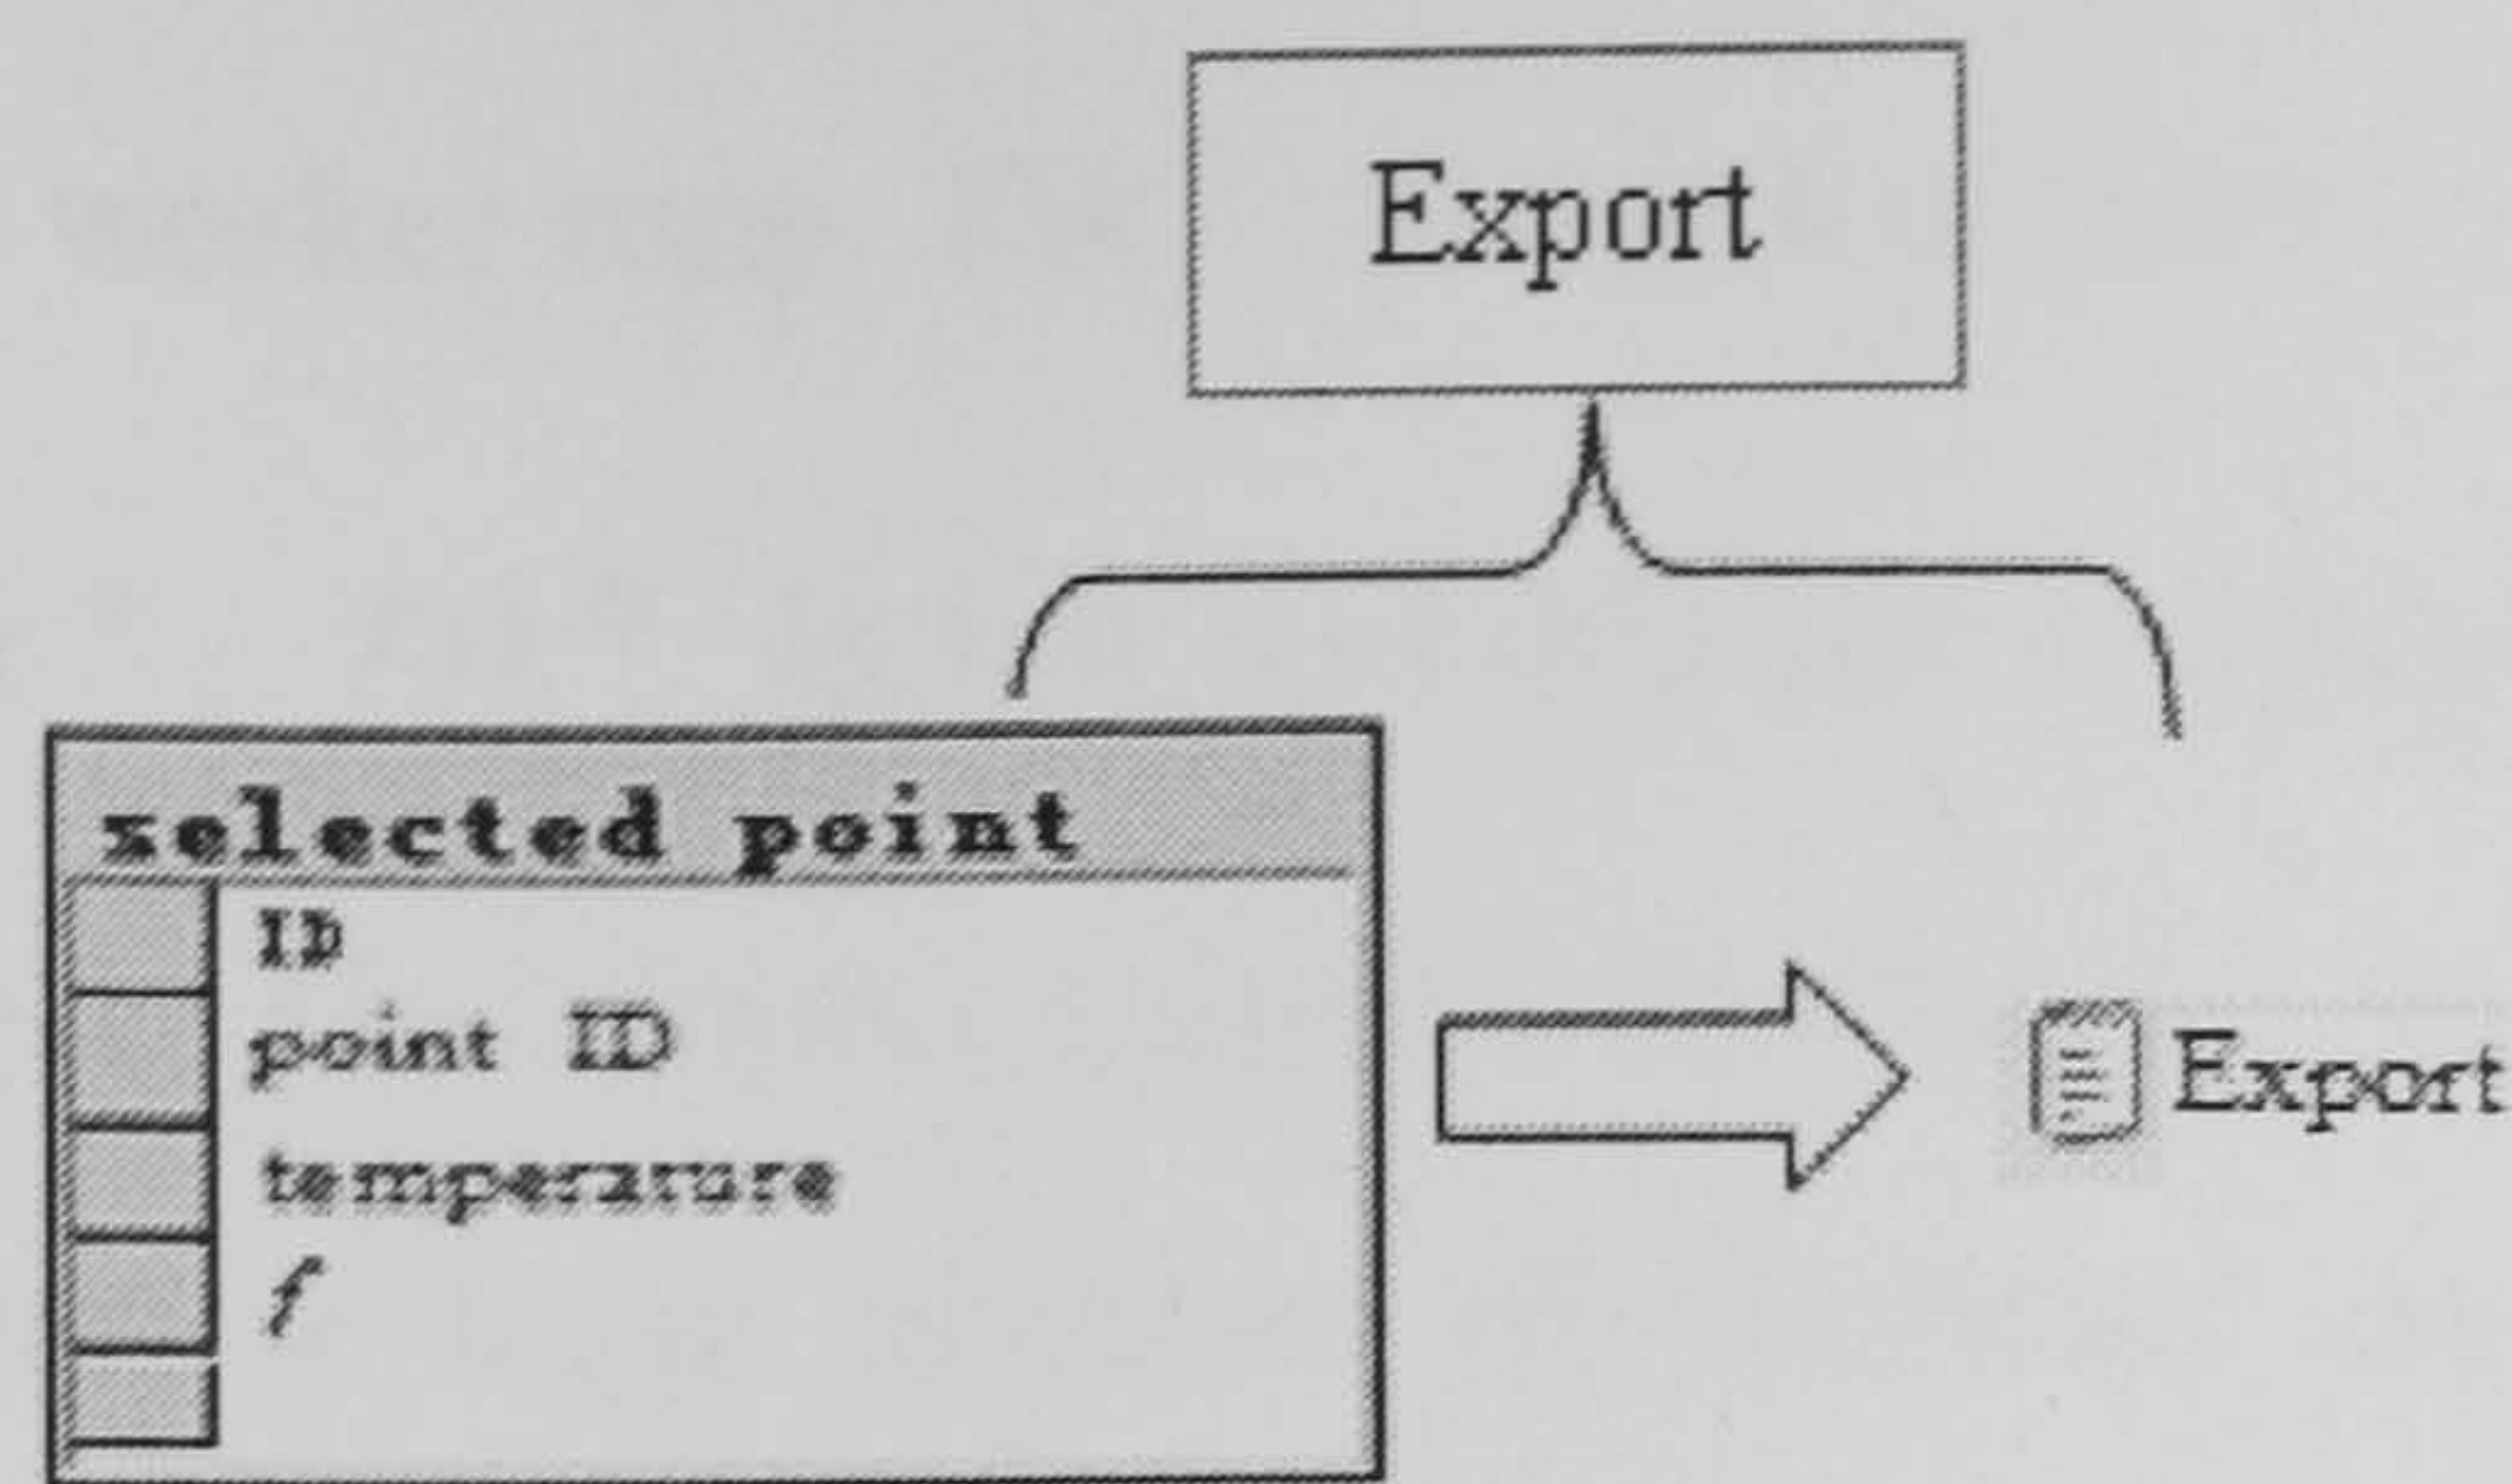 Export
selected point
ID
point ID
temperature
f
Export